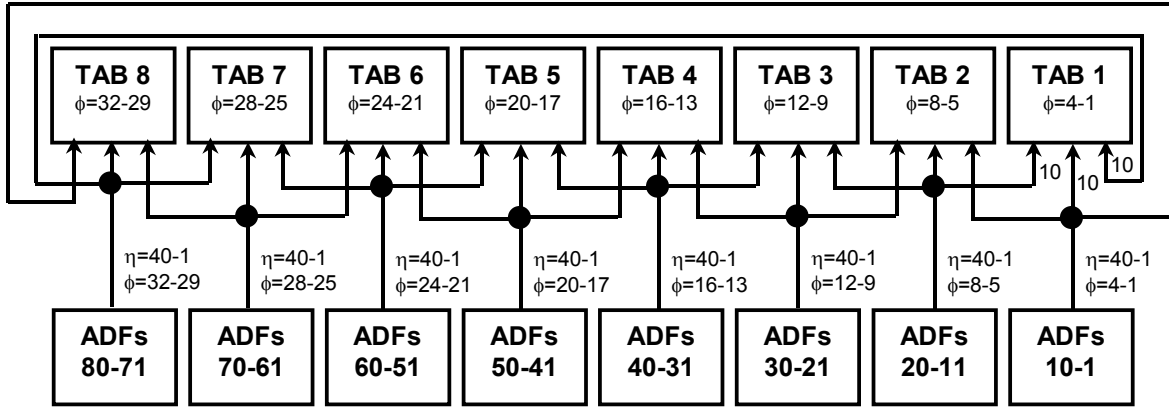 TAB 8
ϕ=32-29
TAB 7
ϕ=28-25
TAB 6
ϕ=24-21
TAB 5
ϕ=20-17
TAB 4
ϕ=16-13
TAB 3
ϕ=12-9
TAB 2
ϕ=8-5
TAB 1
ϕ=4-1
10
10
10
η=40-1
ϕ=32-29
η=40-1
ϕ=28-25
η=40-1
ϕ=24-21
η=40-1
ϕ=20-17
η=40-1
ϕ=16-13
η=40-1
ϕ=12-9
η=40-1
ϕ=8-5
η=40-1
ϕ=4-1
ADFs
80-71
ADFs
70-61
ADFs
60-51
ADFs
50-41
ADFs
40-31
ADFs
30-21
ADFs
20-11
ADFs
10-1